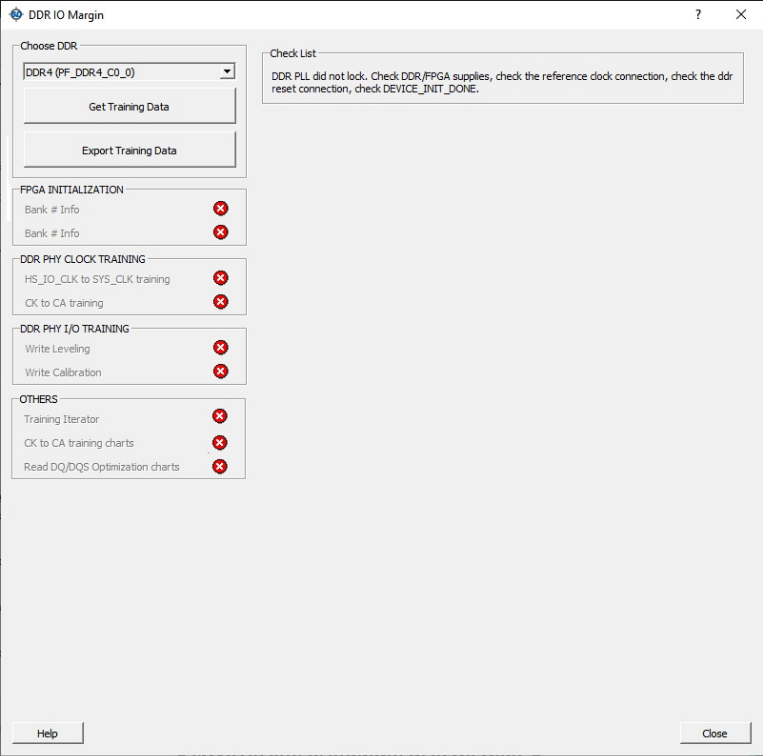 DDR IO Margin
?
Choose DDR
DDR4 (PF_DDR4_C0_0)
Get Training Data
Export Training Data
Check List
DDR PLL did not lock. Check DDR/FPGA supplies, check the reference clock connection, check the ddr
reset connection, check DEVICE_INIT_DONE.
FPGA INITIALIZATION
Bank # Info
Bank # Info
DDR PHY CLOCK TRAINING
HS_IO_CLK to SYS_CLK training
CK to CA training
DDR PHY I/O TRAINING
Write Leveling
Write Calibration
OTHERS
Training Iterator
CK to CA training charts
Read DQ/DQS Optimization charts
Help
Close